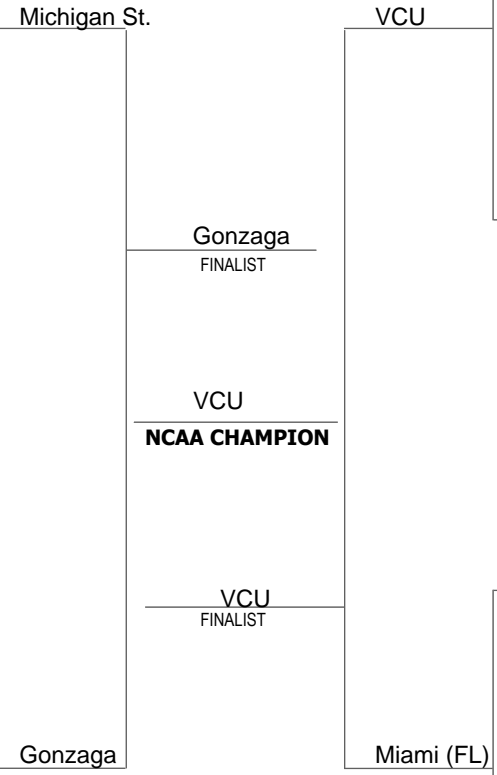 Michigan St.
VCU
Gonzaga
FINALIST
VCU
NCAA CHAMPION
VCU
FINALIST
Gonzaga
Miami (FL)